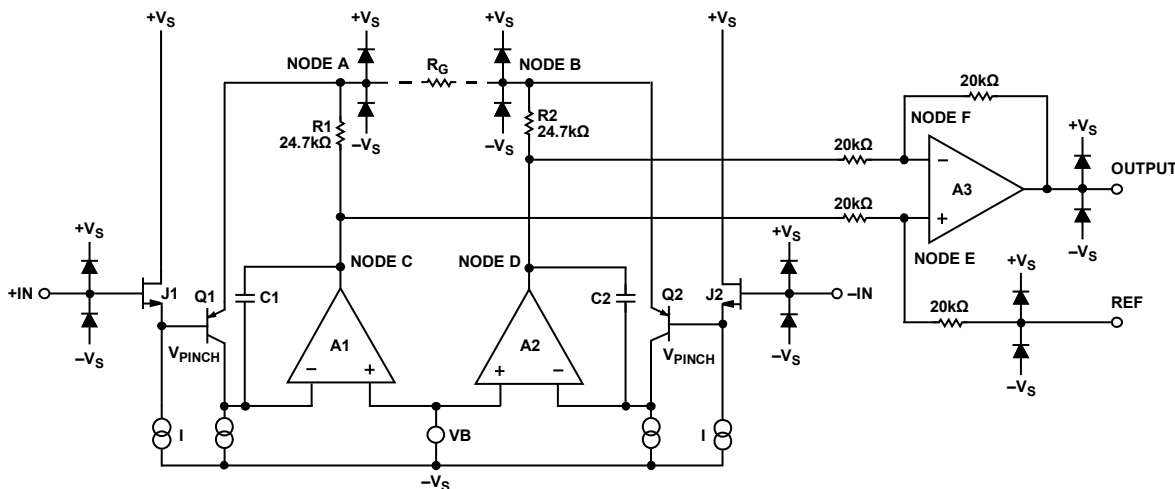 +VS
+VS
+VS
+VS
NODE A
RG
NODE B
R1
24.7kΩ
R2
24.7kΩ
−VS
−VS
20kΩ
NODE F
20kΩ
−
A3
+VS
OUTPUT
20kΩ
+
−VS
NODE E
NODE C
NODE D
+VS
+IN
J1
Q1
C1
C2
Q2
J2
+VS
−IN
+VS
20kΩ
REF
−VS
VPINCH
A1
A2
VPINCH
−VS
−VS
−
+
+
−
I
VB
I
−VS